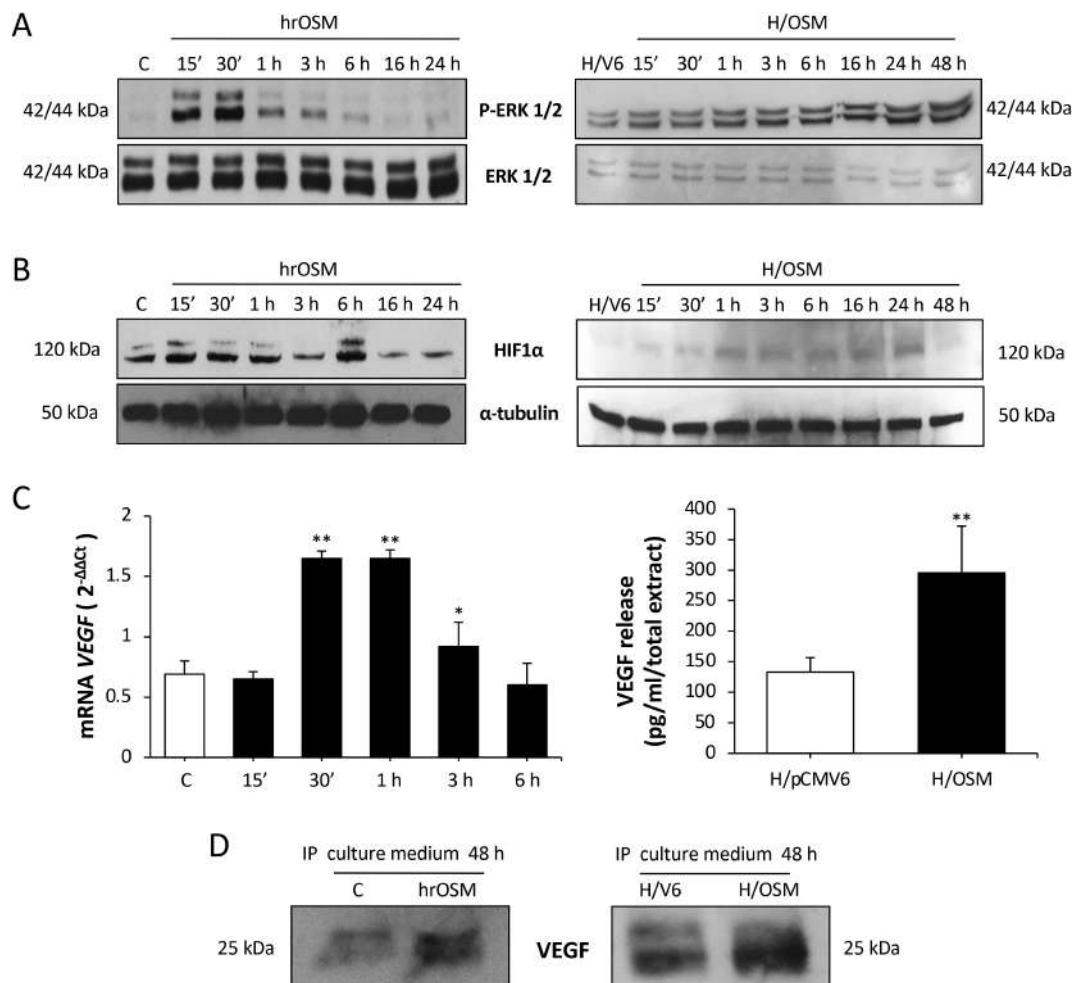 A
hrOSM
H/OSM
C 15′ 30′ 1 h 3 h 6 h 16 h 24 h
H/V6 15′ 30′ 1 h 3 h 6 h 16 h 24 h 48 h
42/44 kDa P-ERK 1/2 42/44 kDa
42/44 kDa ERK 1/2 42/44 kDa
B
hrOSM
H/OSM
C 15′ 30′ 1 h 3 h 6 h 16 h 24 h
H/V6 15′ 30′ 1 h 3 h 6 h 16 h 24 h 48 h
120 kDa HIF1α 120 kDa
50 kDa α-tubulin 50 kDa
C
mRNA VEGF ( 2^-ΔΔCt)
2
1.5
1
0.5
0
** ** *
C 15′ 30′ 1 h 3 h 6 h
VEGF release
(pg/ml/total extract)
400
350
300
250
200
150
100
50
0
**
H/pCMV6 H/OSM
D
IP culture medium 48 h
C hrOSM
IP culture medium 48 h
H/V6 H/OSM
25 kDa VEGF 25 kDa